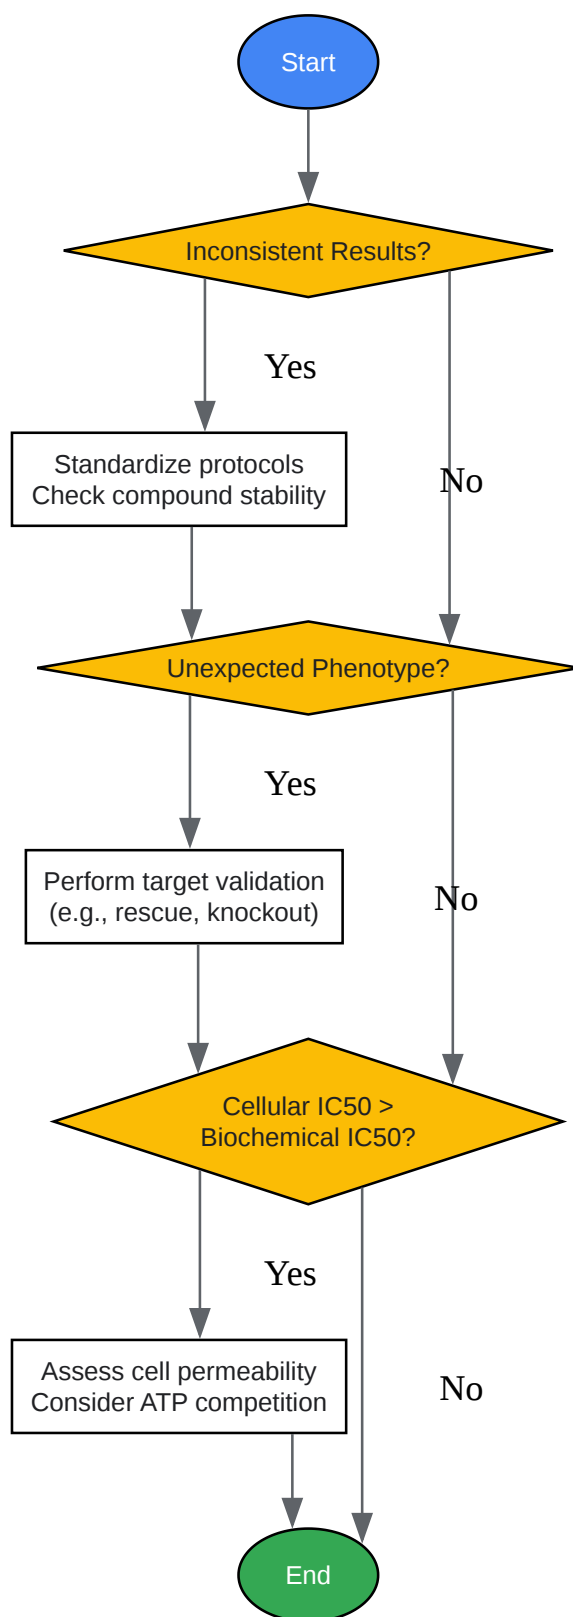 Start
Inconsistent Results?
Yes
Standardize protocols
Check compound stability
No
Unexpected Phenotype?
Yes
Perform target validation
(e.g., rescue, knockout)
No
Cellular IC50 >
Biochemical IC50?
Yes
Assess cell permeability
Consider ATP competition
No
End